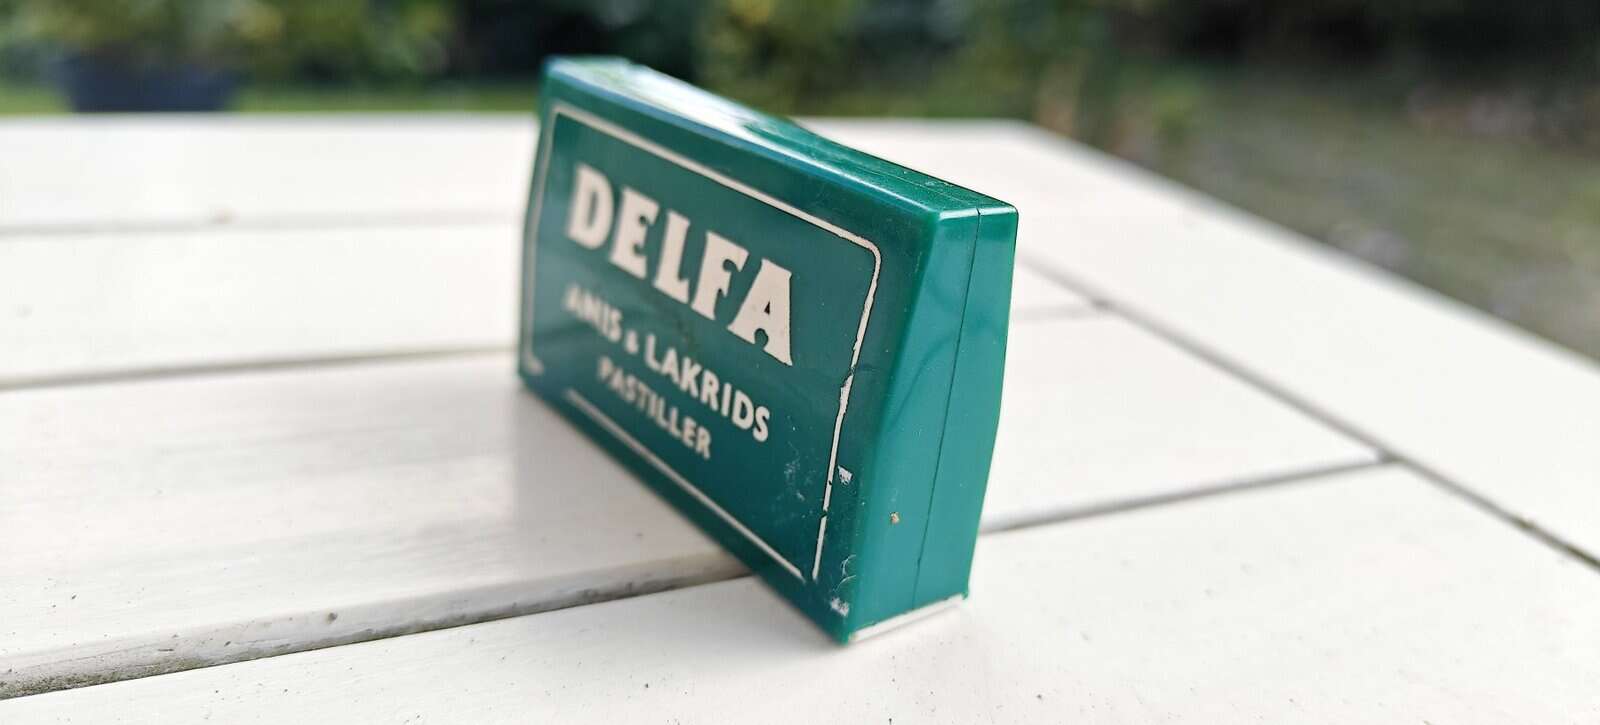 DELFA
ANIS & LAKRIDS
PASTILLER